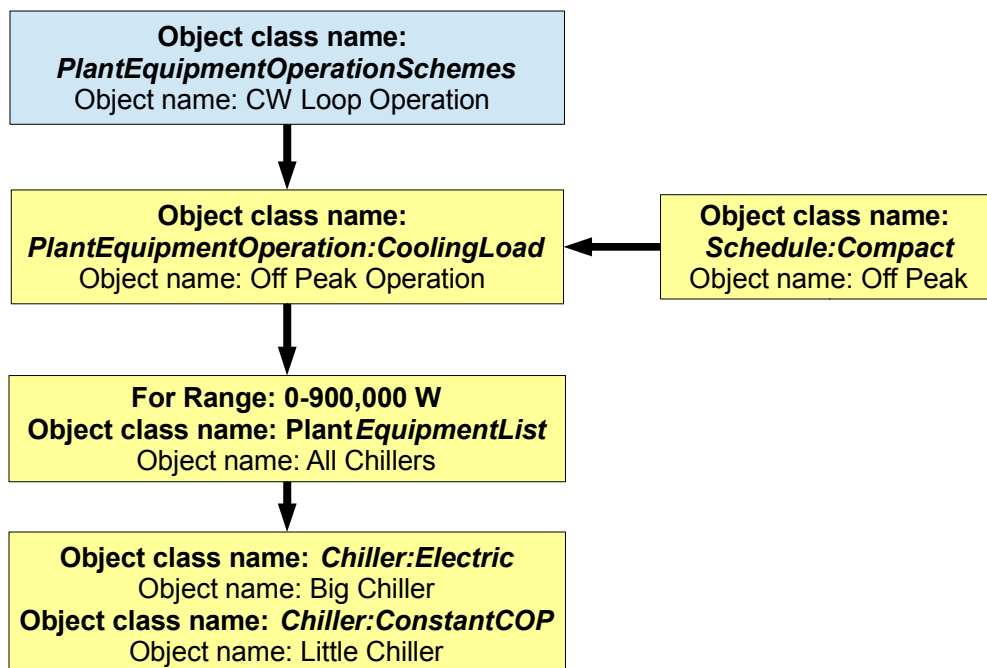 Object class name:
PlantEquipmentOperationSchemes
Object name: CW Loop Operation
Object class name:
PlantEquipmentOperation:CoolingLoad
Object name: Off Peak Operation
Object class name:
Schedule:Compact
Object name: Off Peak
For Range: 0-900,000 W
Object class name: PlantEquipmentList
Object name: All Chillers
Object class name: Chiller:Electric
Object name: Big Chiller
Object class name: Chiller:ConstantCOP
Object name: Little Chiller